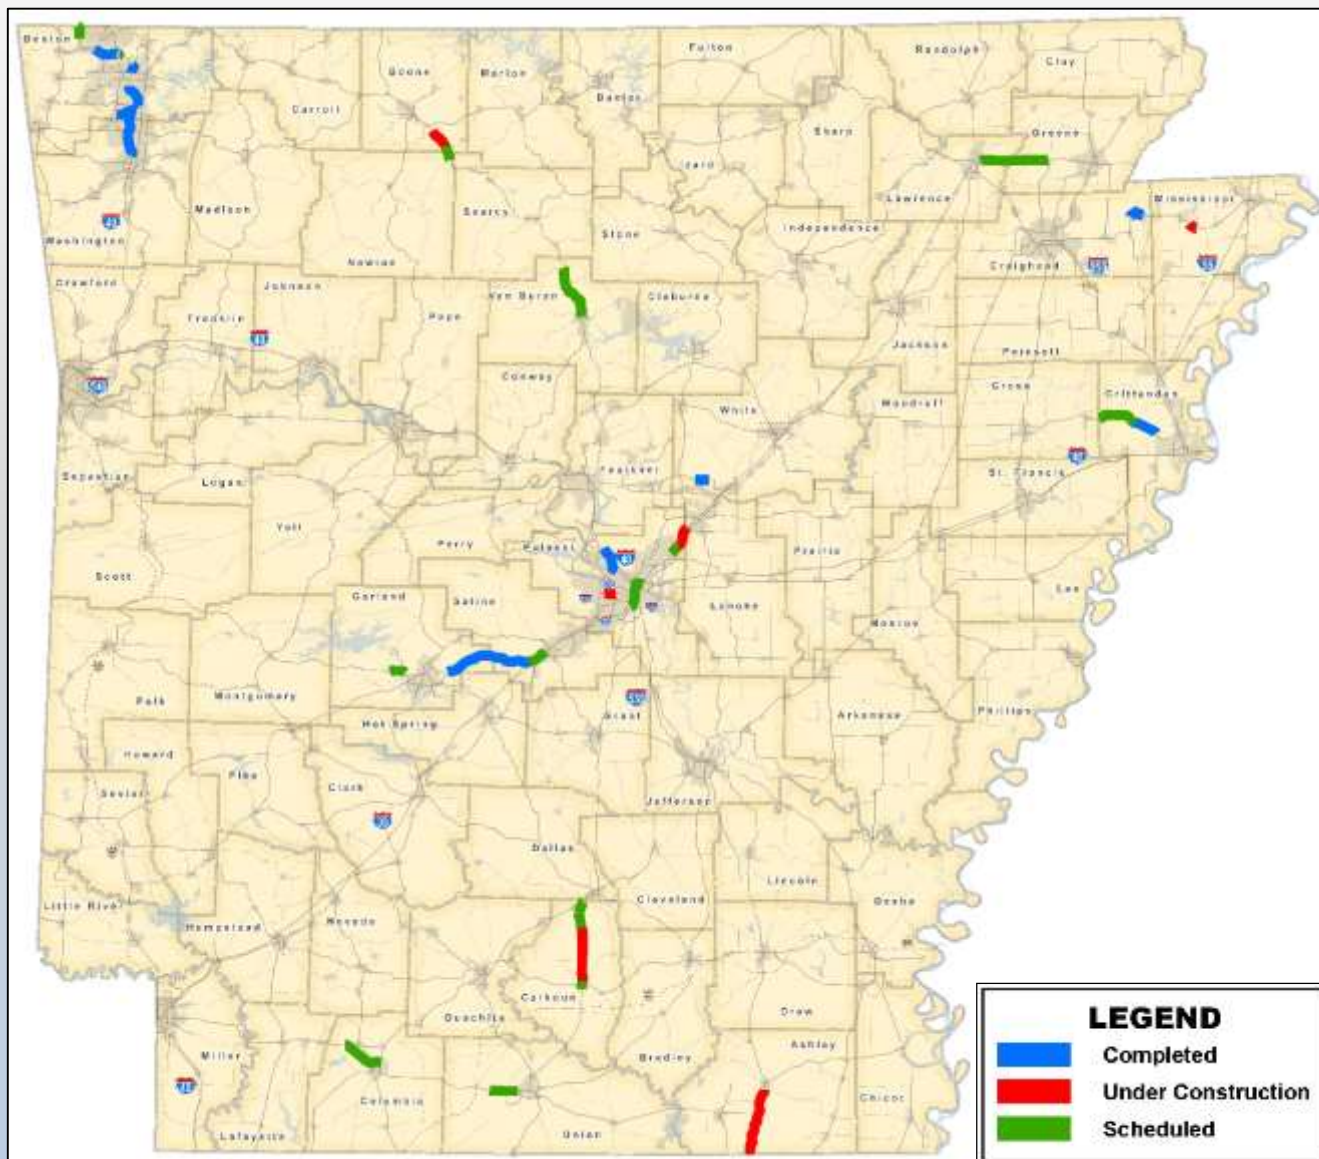 Benton
Boone
Marion
Fulton
Randolph
Clay
Carroll
Baxter
Sharp
Greene
Izard
Lawrence
Madison
Searcy
Mississippi
Washington
Newton
Stone
Independence
Craighead
Crawford
Johnson
Van Buren
Cleburne
Franklin
Pope
Jackson
Poinsett
Conway
Cross
Crittenden
White
Woodruff
Sebastian
Logan
Faulkner
St. Francis
Yell
Perry
Pulaski
Prairie
Scott
Garland
Saline
Lonoke
Lee
Monroe
Polk
Montgomery
Hot Spring
Grant
Arkansas
Phillips
Howard
Pike
Clark
Sevier
Jefferson
Dallas
Lincoln
Cleveland
Desha
Little River
Hempstead
Nevada
Calhoun
Ouachita
Drew
Miller
Bradley
Ashley
Columbia
Union
Chicot
Lafayette
LEGEND
Completed
Under Construction
Scheduled